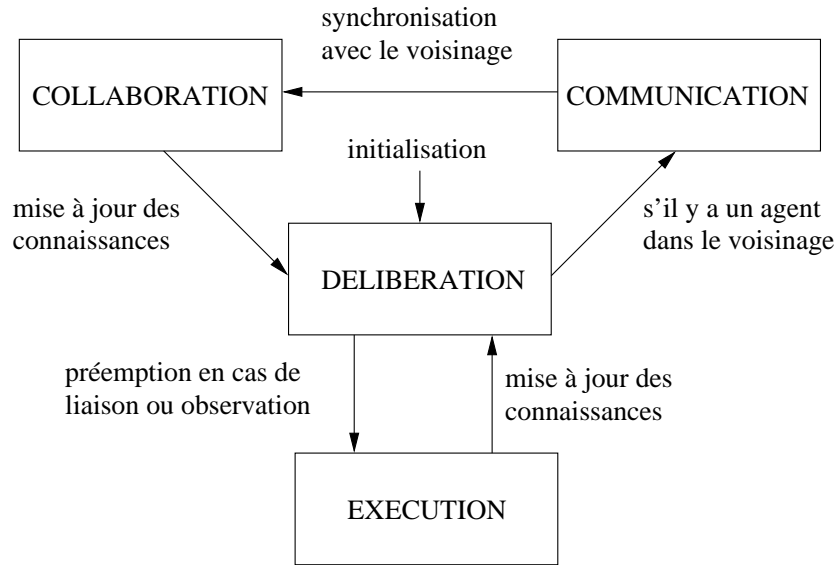 synchronisation
avec le voisinage
COLLABORATION
COMMUNICATION
initialisation
mise à jour des
connaissances
s'il y a un agent
dans le voisinage
DELIBERATION
préemption en cas de
liaison ou observation
mise à jour des
connaissances
EXECUTION